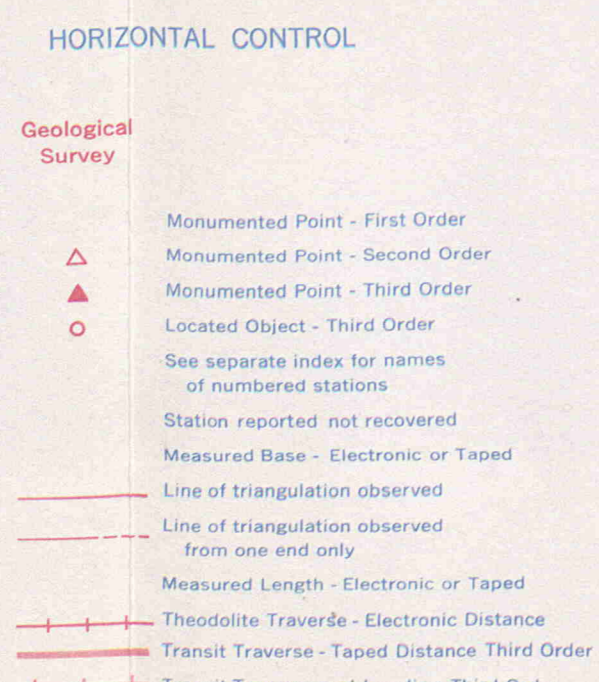 HORIZONTAL CONTROL
Geological
Survey
Monumented Point - First Order
Monumented Point - Second Order
Monumented Point - Third Order
Located Object - Third Order
See separate index for names
of numbered stations
Station reported not recovered
Measured Base - Electronic or Taped
Line of triangulation observed
Line of triangulation observed
from one end only
Measured Length - Electronic or Taped
Theodolite Traverse - Electronic Distance
Transit Traverse - Taped Distance Third Order